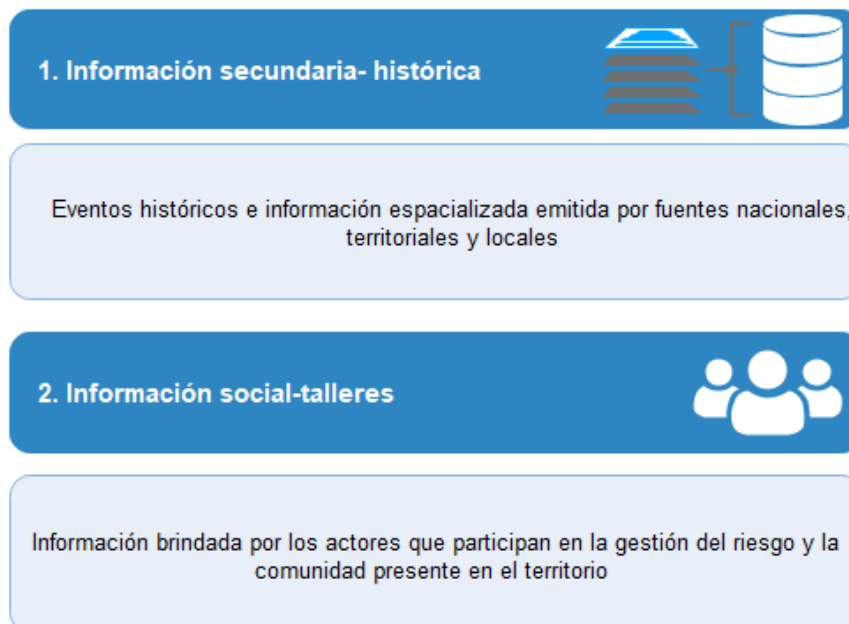 1. Información secundaria- histórica
Eventos históricos e información espacializada emitida por fuentes nacionales,
territoriales y locales
2. Información social-talleres
Información brindada por los actores que participan en la gestión del riesgo y la
comunidad presente en el territorio